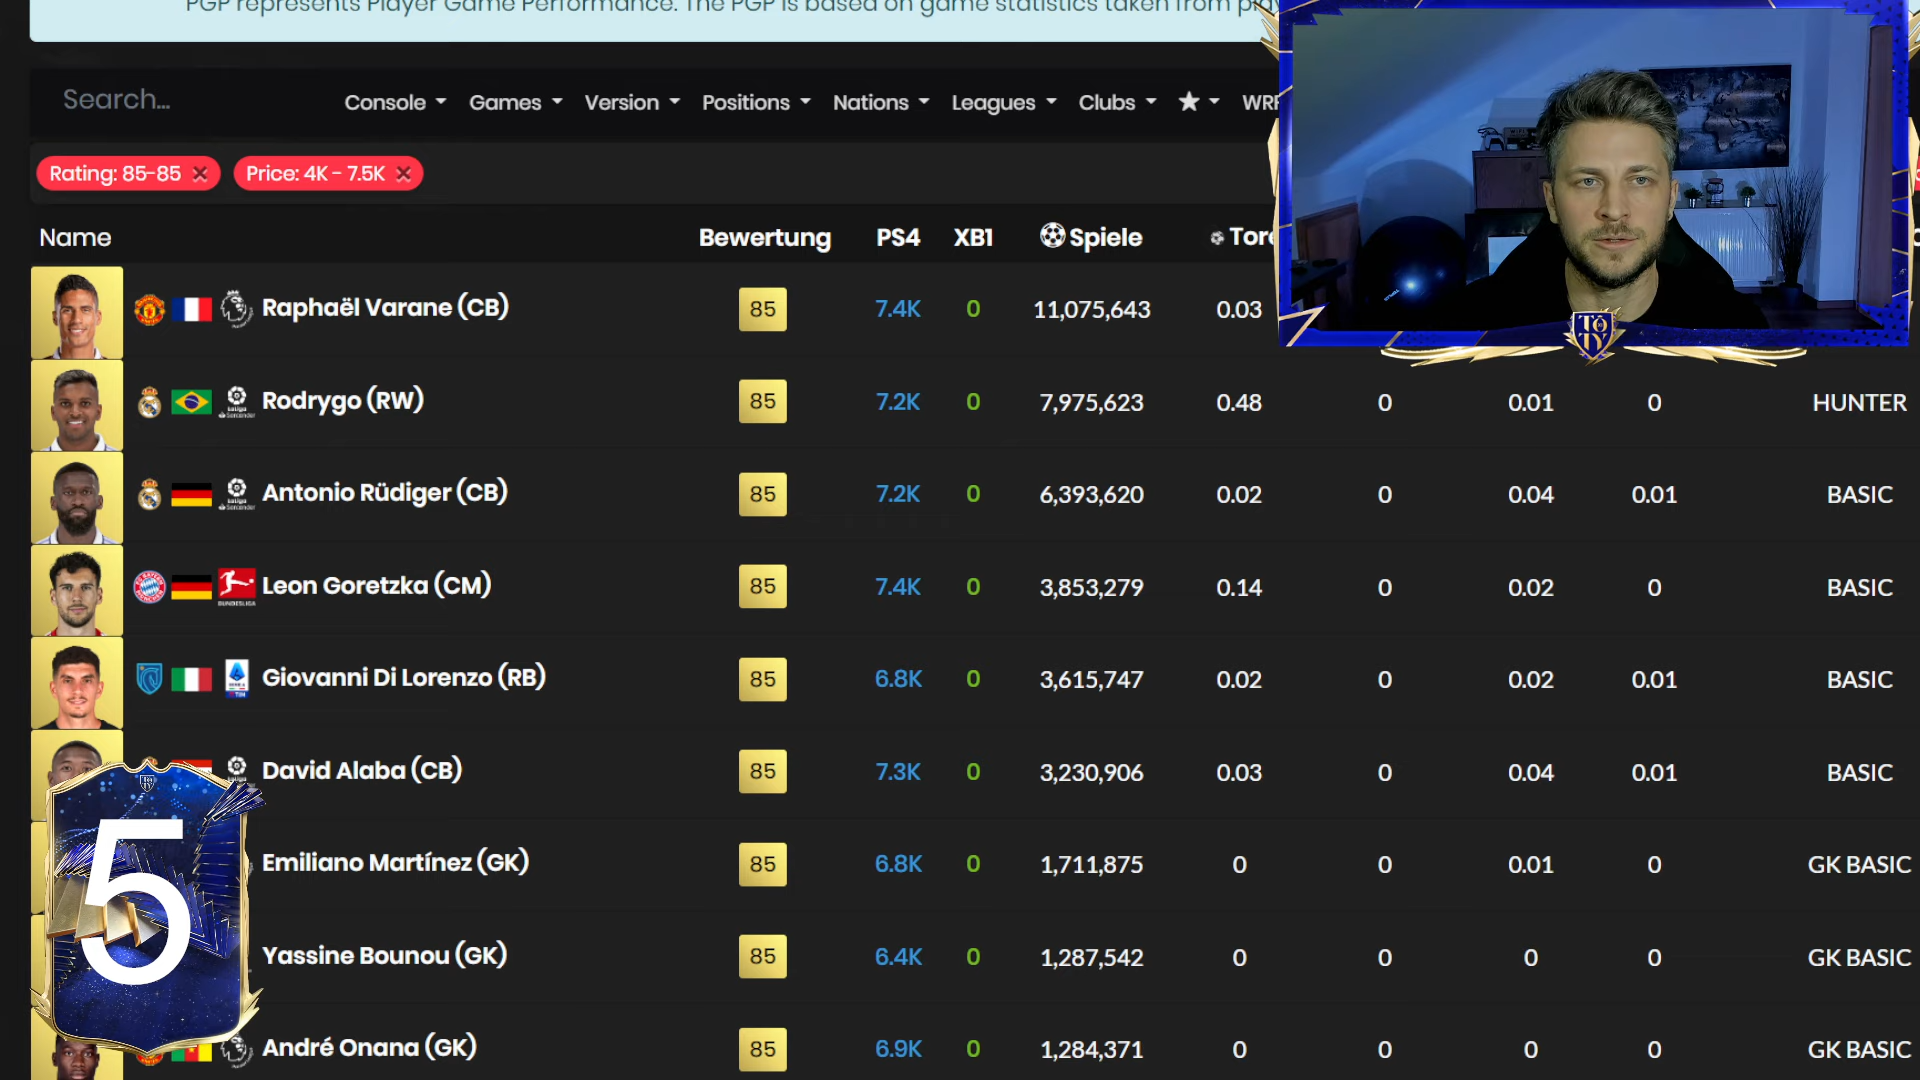 PGP represents Player Game Performance. The PGP is based on game statistics taken from
Search...
Console Games Version Positions Nations Leagues Clubs ★
Rating: 85-85 × Price: 4K - 7.5K ×
Name Bewertung PS4 XB1 Spiele
Raphaël Varane (CB) 85 7.4K 0 11,075,643 0.03
TO
TY
Rodrygo (RW) 85 7.2K 0 7,975,623 0.48 0 0.01 0 HUNTER
Antonio Rüdiger (CB) 85 7.2K 0 6,393,620 0.02 0 0.04 0.01 BASIC
Leon Goretzka (CM) 85 7.4K 0 3,853,279 0.14 0 0.02 0 BASIC
Giovanni Di Lorenzo (RB) 85 6.8K 0 3,615,747 0.02 0 0.02 0.01 BASIC
David Alaba (CB) 85 7.3K 0 3,230,906 0.03 0 0.04 0.01 BASIC
Emiliano Martínez (GK) 85 6.8K 0 1,711,875 0 0 0.01 0 GK BASIC
5
Yassine Bounou (GK) 85 6.4K 0 1,287,542 0 0 0 0 GK BASIC
André Onana (GK) 85 6.9K 0 1,284,371 0 0 0 0 GK BASIC